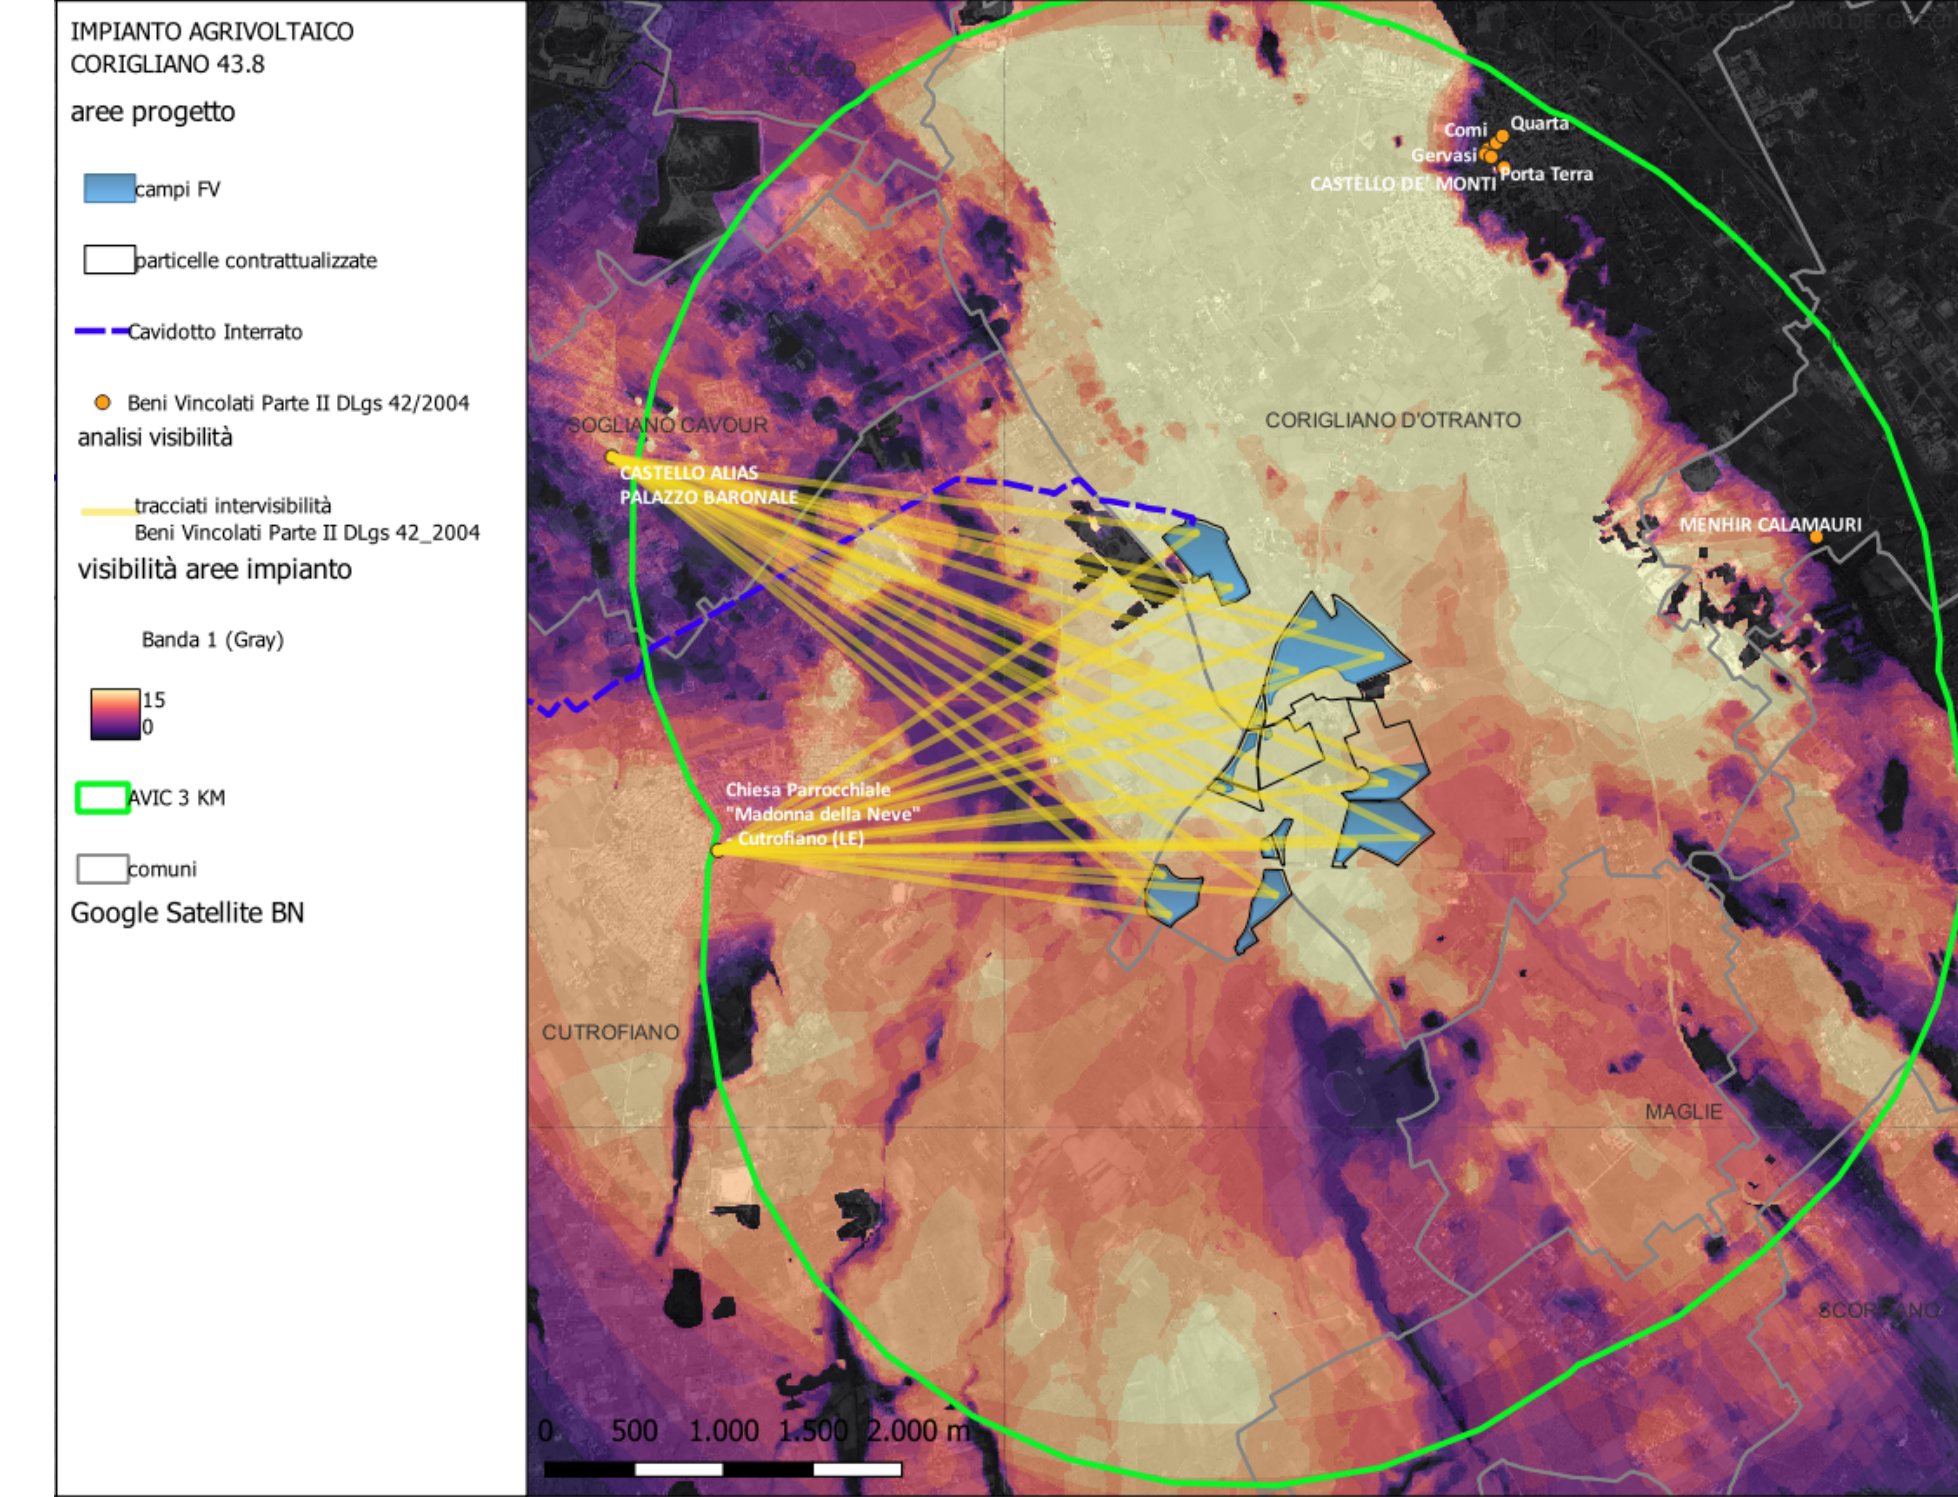 IMPIANTO AGRIVOLTAICO
CORIGLIANO 43.8
aree progetto
campi FV
particelle contrattualizzate
Cavidotto Interrato
Beni Vincolati Parte II DLgs 42/2004
analisi visibilità
tracciati intervisibilità
Beni Vincolati Parte II DLgs 42_2004
visibilità aree impianto
Banda 1 (Gray)
15
0
AVIC 3 KM
comuni
Google Satellite BN
Comi
Quarta
Gervasi
Porta Terra
CASTELLO DE' MONTI
SOGLIANO CAVOUR
CORIGLIANO D'OTRANTO
CASTELLO ALIAS
PALAZZO BARONALE
MENHIR CALAMAURI
Chiesa Parrocchiale
"Madonna della Neve"
- Cutrofiano (LE)
CUTROFIANO
MAGLIE
SCORRANO
0 500 1.000 1.500 2.000 m